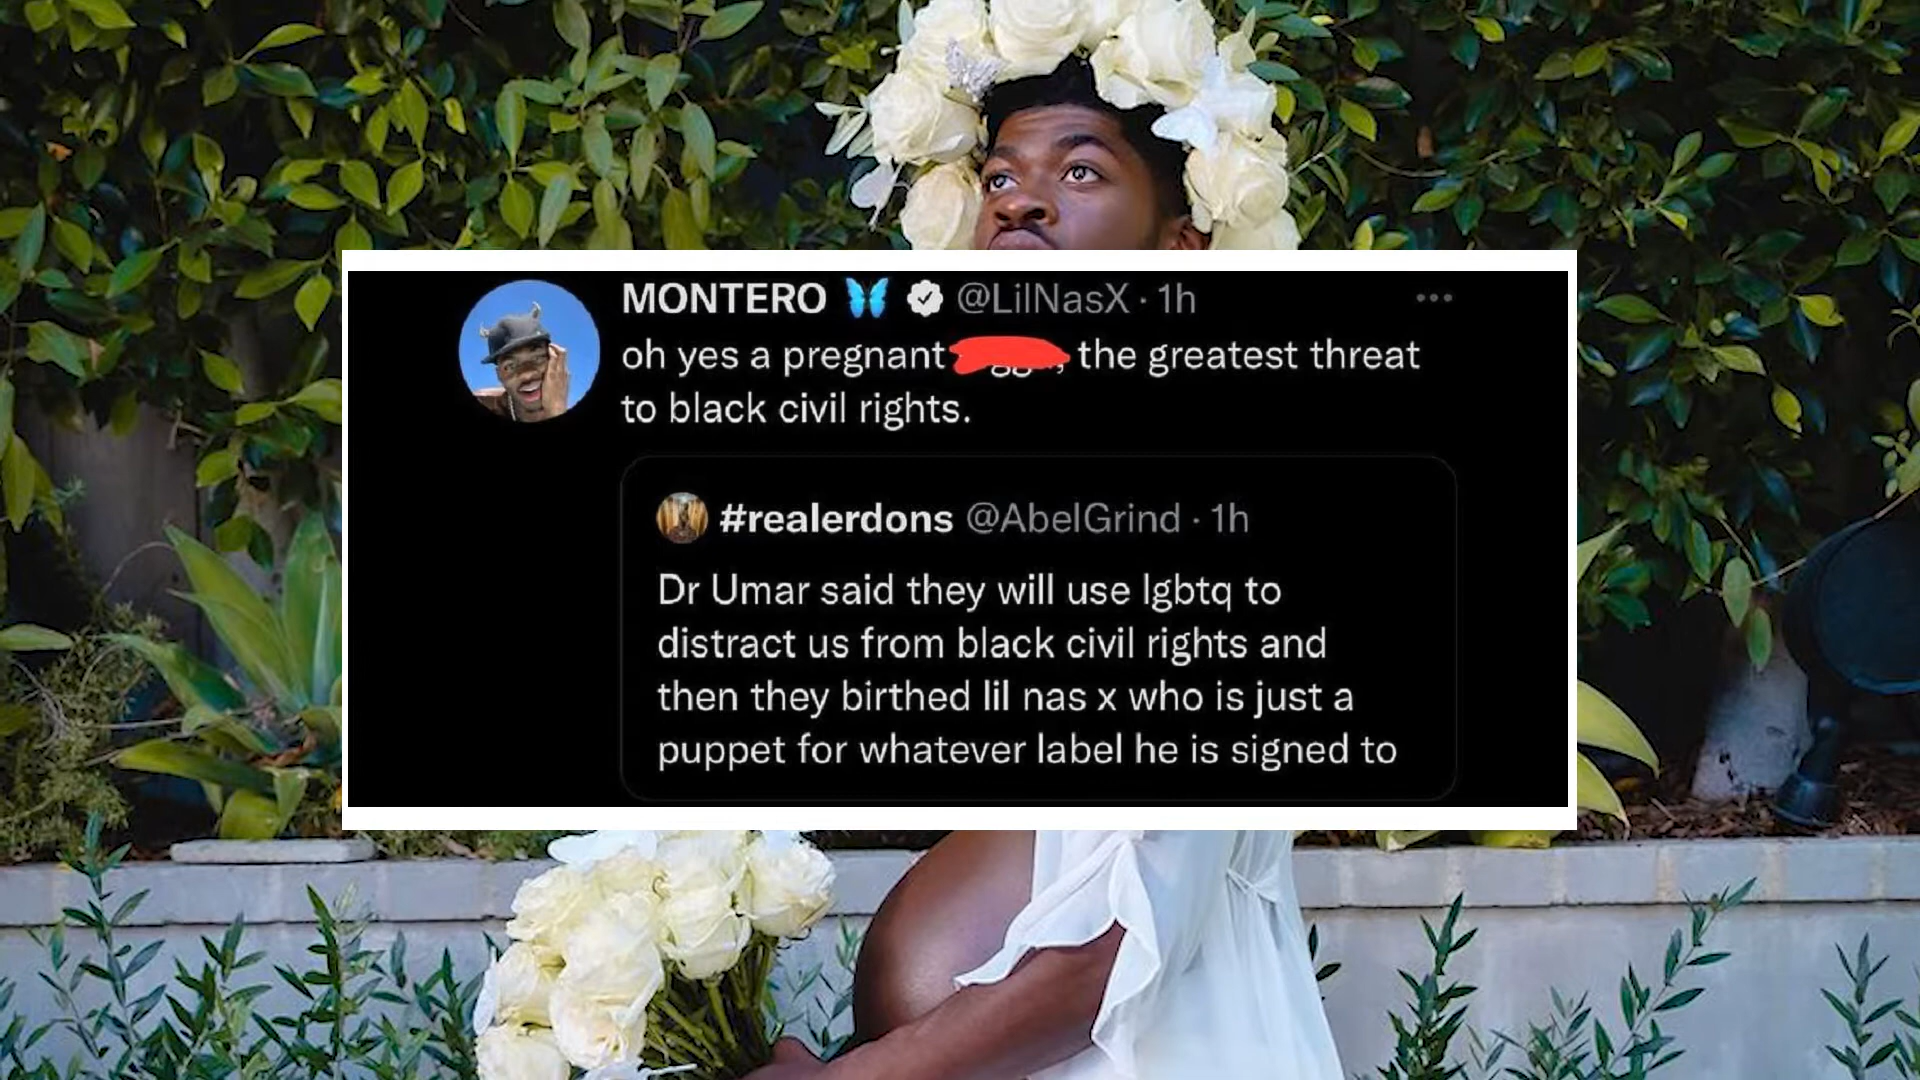 MONTERO 🦋 @LilNasX · 1h
oh yes a pregnant the greatest threat
to black civil rights.
#realerdons @AbelGrind · 1h
Dr Umar said they will use lgbtq to
distract us from black civil rights and
then they birthed lil nas x who is just a
puppet for whatever label he is signed to